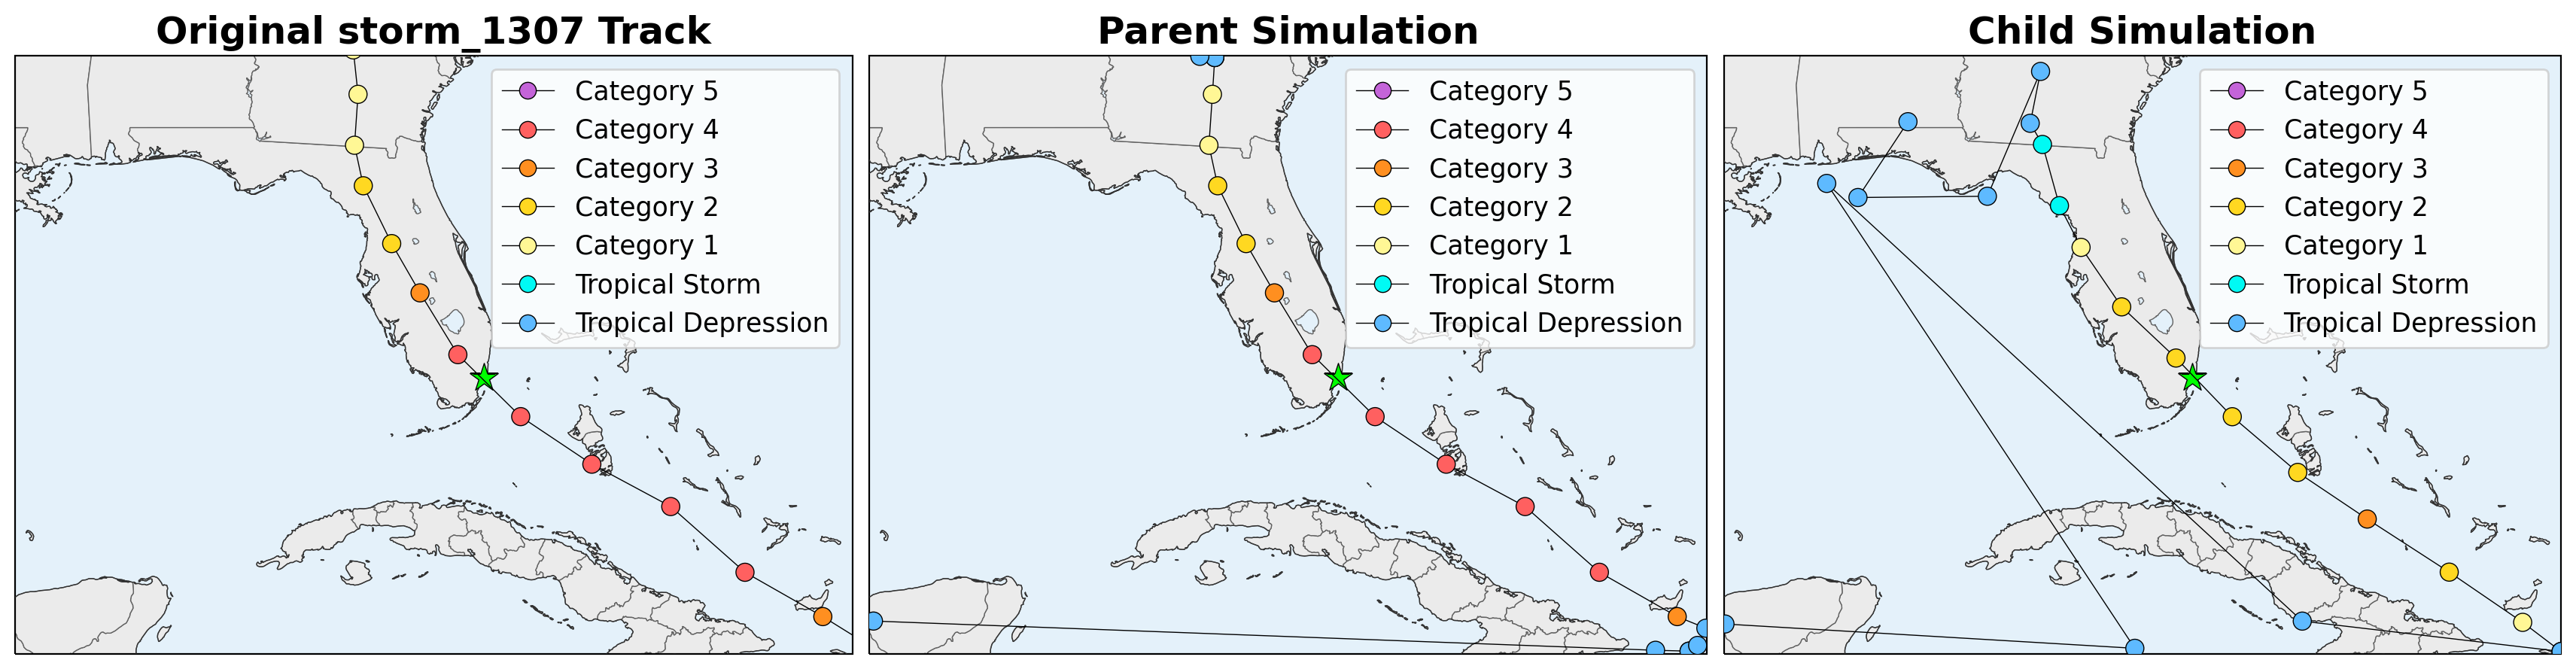 Original storm_1307 Track
Category 5
Category 4
Category 3
Category 2
Category 1
Tropical Storm
Tropical Depression
Parent Simulation
Category 5
Category 4
Category 3
Category 2
Category 1
Tropical Storm
Tropical Depression
Child Simulation
Category 5
Category 4
Category 3
Category 2
Category 1
Tropical Storm
Tropical Depression